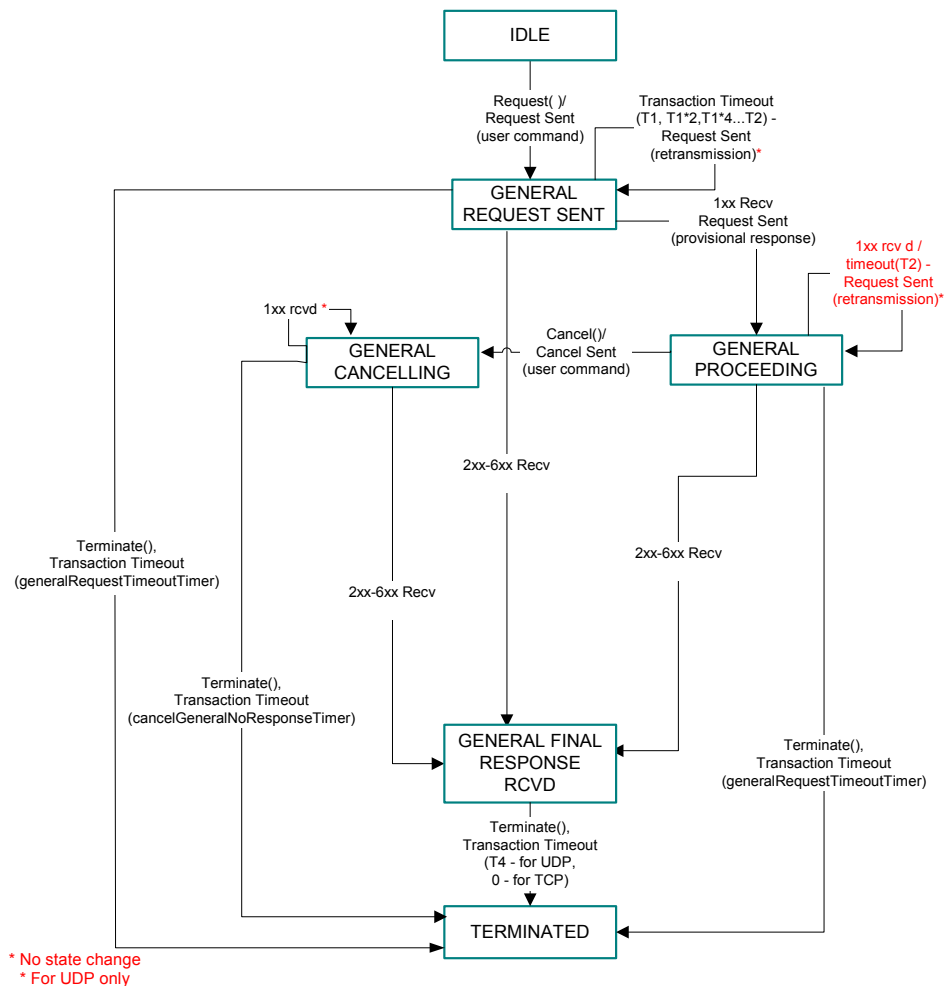 IDLE
Request( )/
Request Sent
(user command)
Transaction Timeout
(T1, T1*2,T1*4...T2) -
Request Sent
(retransmission)*
GENERAL
REQUEST SENT
1xx Recv
Request Sent
(provisional response)
1xx rcv d /
timeout(T2) -
Request Sent
(retransmission)*
1xx rcvd *
GENERAL
CANCELLING
Cancel()/
Cancel Sent
(user command)
GENERAL
PROCEEDING
2xx-6xx Recv
Terminate(),
Transaction Timeout
(generalRequestTimeoutTimer)
2xx-6xx Recv
2xx-6xx Recv
Terminate(),
Transaction Timeout
(cancelGeneralNoResponseTimer)
GENERAL FINAL
RESPONSE
RCVD
Terminate(),
Transaction Timeout
(generalRequestTimeoutTimer)
Terminate(),
Transaction Timeout
(T4 - for UDP,
0 - for TCP)
TERMINATED
* No state change
* For UDP only